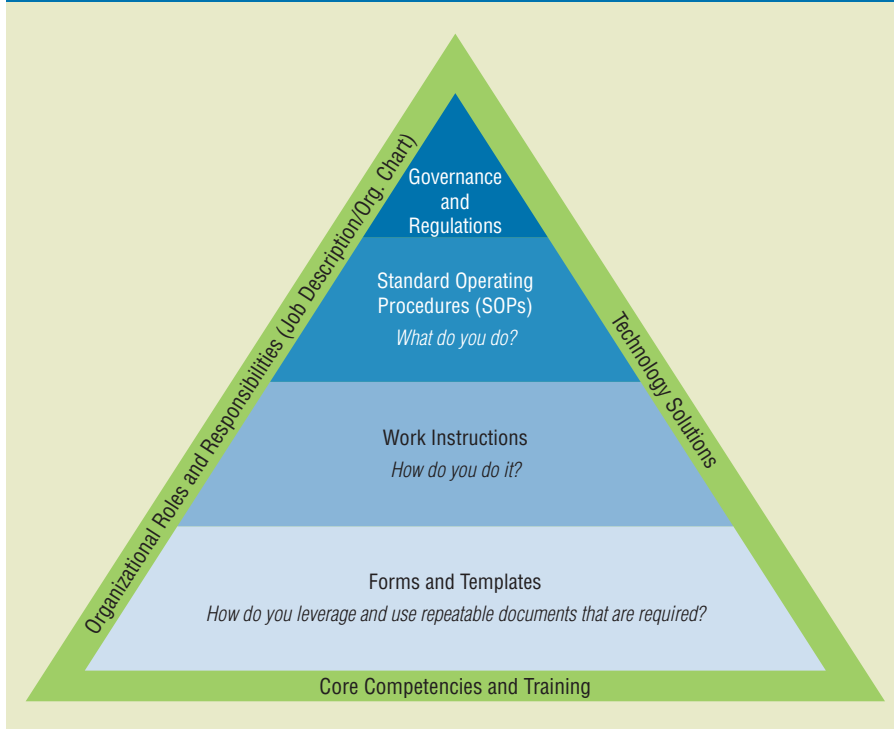 Governance
and
Regulations
Standard Operating
Procedures (SOPs)
What do you do?
Work Instructions
How do you do it?
Forms and Templates
How do you leverage and use repeatable documents that are required?
Organizational Roles and Responsibilities (Job Description/Org. Chart)
Technology Solutions
Core Competencies and Training